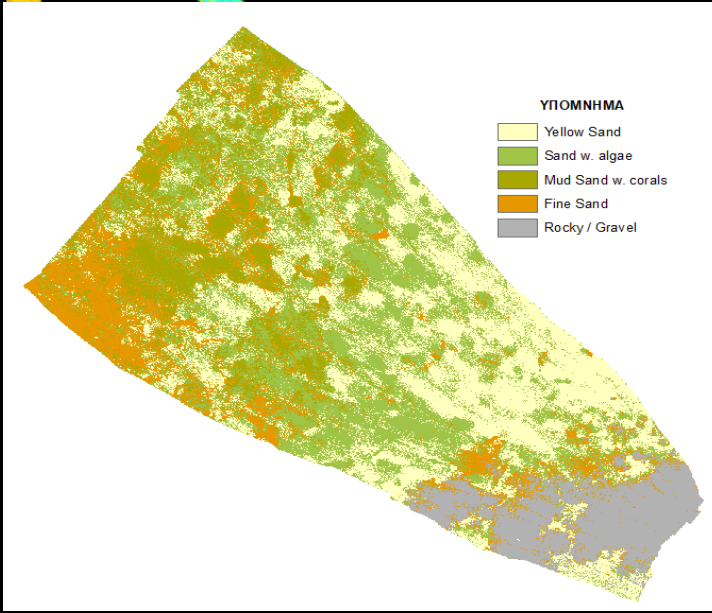 ΥΠΟΜΝΗΜΑ
Yellow Sand
Sand w. algae
Mud Sand w. corals
Fine Sand
Rocky / Gravel